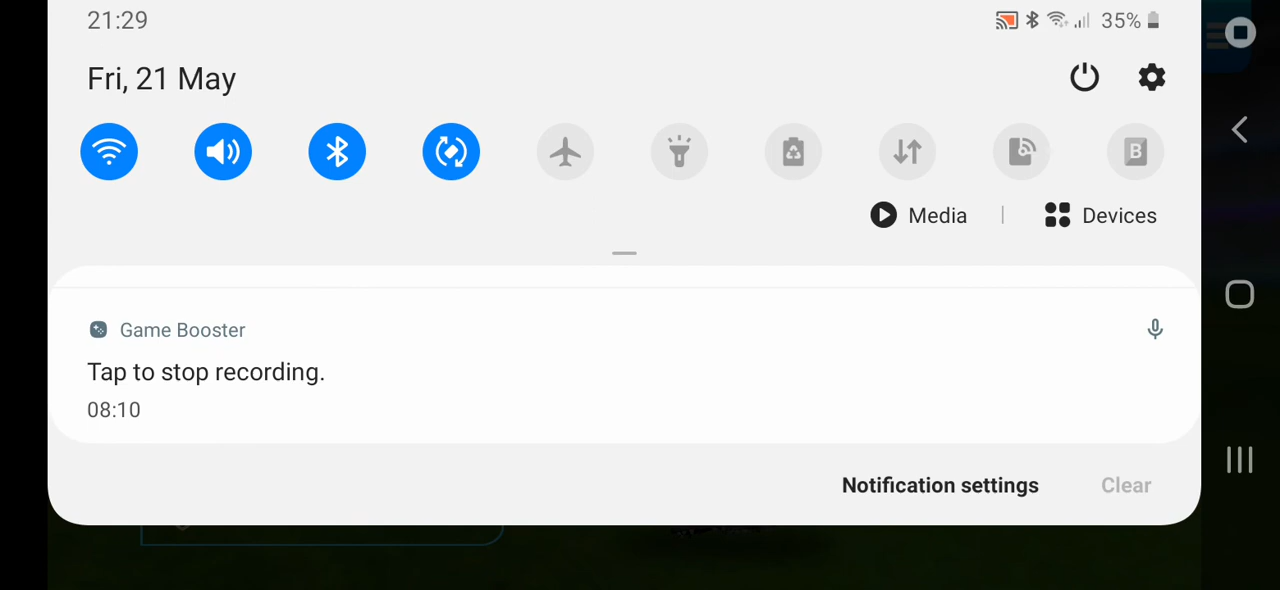 21:29
35%
Fri, 21 May
B
Media | Devices
Game Booster
Tap to stop recording.
08:10
Notification settings
Clear